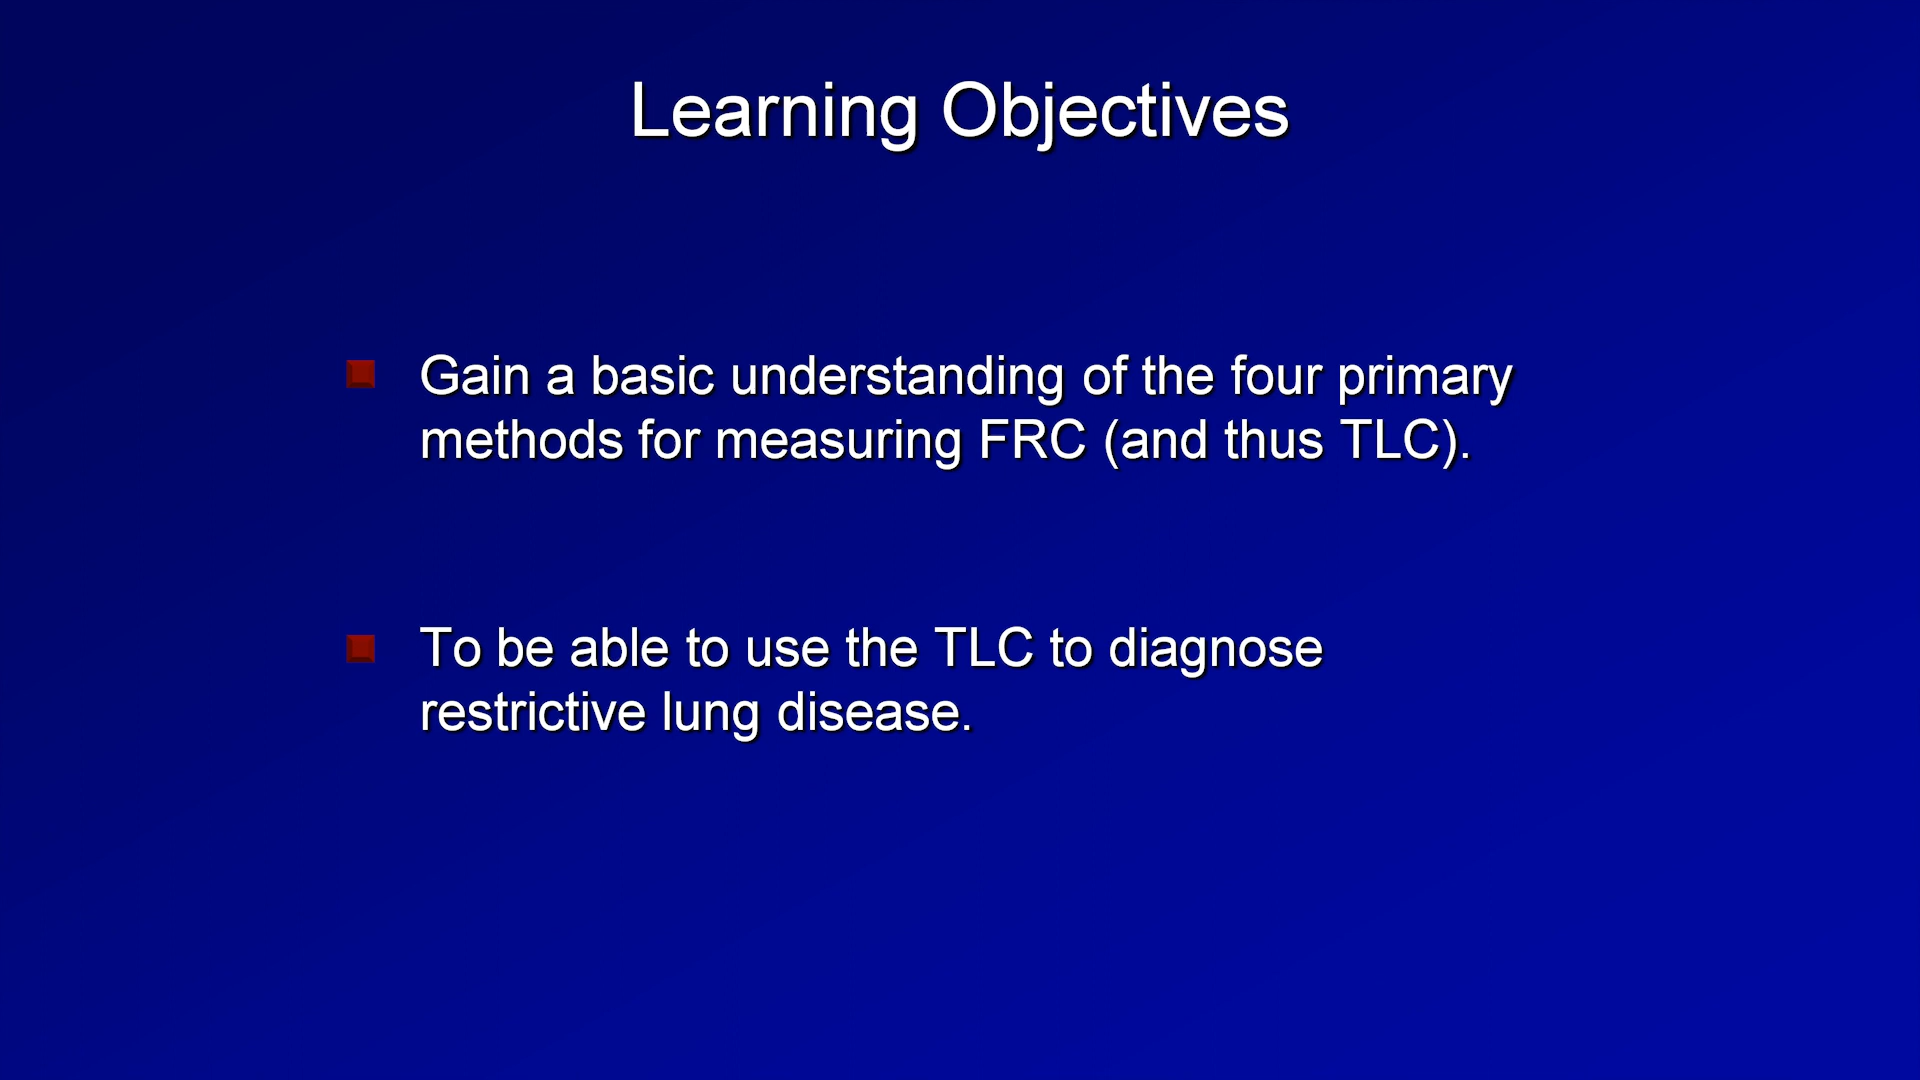 Learning Objectives
Gain a basic understanding of the four primary
methods for measuring FRC (and thus TLC).
To be able to use the TLC to diagnose
restrictive lung disease.